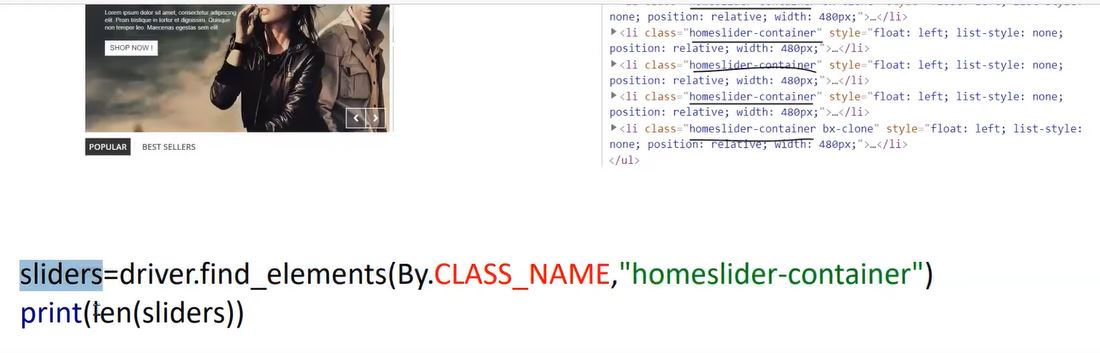 Lorem ipsum dolor sit amet, consectetur adipiscing
elit. Proin tristique in tortor et dignissim. Quisque
non tempor leo. Maecenas egestas sem elit
SHOP NOW !
POPULAR
BEST SELLERS
none; position: relative; width: 480px;">…</li>
<li class="homeslider-container" style="float: left; list-style: none;
position: relative; width: 480px;">…</li>
<li class="homeslider-container" style="float: left; list-style: none;
position: relative; width: 480px;">…</li>
<li class="homeslider-container" style="float: left; list-style: none;
position: relative; width: 480px;">…</li>
<li class="homeslider-container bx-clone" style="float: left; list-style:
none; position: relative; width: 480px;">…</li>
</ul>
sliders=driver.find_elements(By.CLASS_NAME,"homeslider-container")
print(len(sliders))